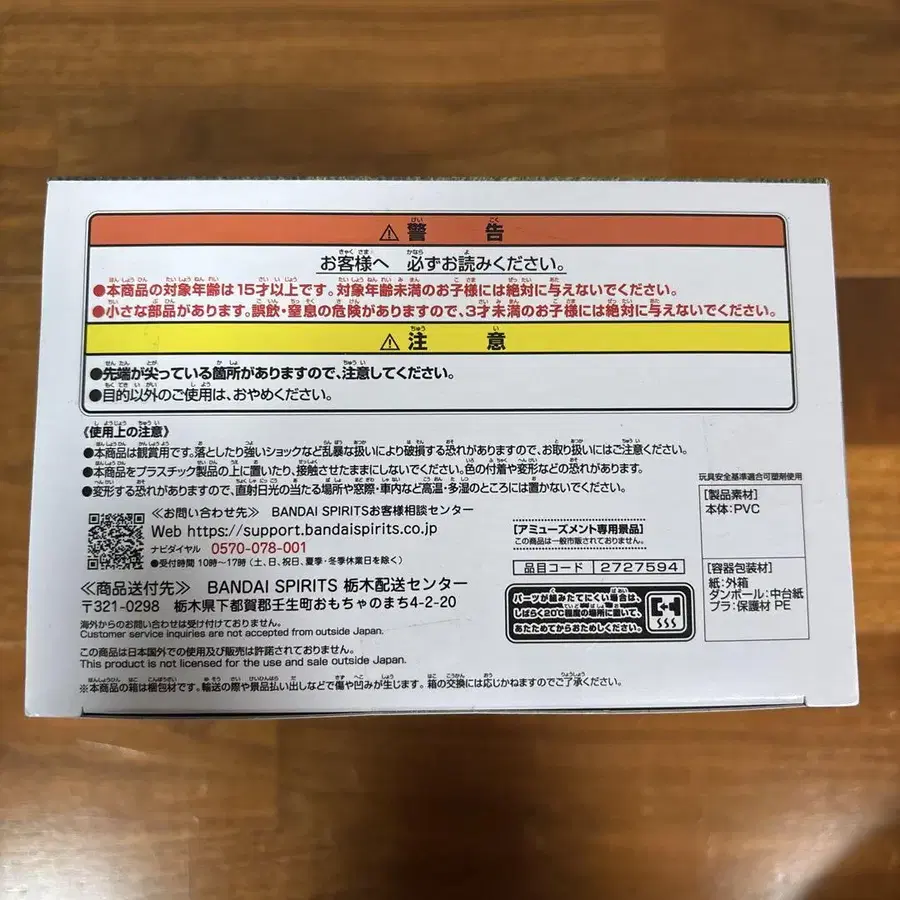 ⚠警告
お客様へ 必ずお読みください。
●本商品の対象年齢は15才以上です。対象年齢未満のお子様には絶対に与えないでください。
●小さな部品があります。誤飲・窒息の危険がありますので、3才未満のお子様には絶対に与えないでください。
⚠注意
●先端が尖っている箇所がありますので、注意してください。
●目的以外のご使用は、おやめください。
《使用上の注意》
●本商品は観賞用です。落としたり強いショックなど乱暴な扱いにより破損する恐れがありますので、お取り扱いにはご注意ください。
●本商品をプラスチック製品の上に置いたり、接触させたままにしないでください。色の付着や変形などの恐れがあります。
●変形する恐れがありますので、直射日光の当たる場所や窓際・車内など高温・多湿のところには置かないでください。
≪お問い合わせ先≫ BANDAI SPIRITSお客様相談センター
Web https://support.bandaispirits.co.jp
ナビダイヤル 0570-078-001
●受付時間 10時〜17時(土、日、祝日、夏季・冬季休業日を除く)
≪商品送付先≫ BANDAI SPIRITS 栃木配送センター
〒321-0298 栃木県下都賀郡壬生町おもちゃのまち4-2-20
海外からのお問い合わせは受け付けておりません。
Customer service inquiries are not accepted from outside Japan.
この商品は日本国外での使用及び販売は許諾されておりません。
This product is not licensed for the use and sale outside Japan.
※本商品の箱は梱包材です。輸送の際や景品払い出しなどで傷や凹みが生じます。箱の交換には応じかねますのでご了承ください。
[アミューズメント専用景品]
この商品は一般市販されておりません。
品目コード 2727594
パーツが組みたてにくい場合は、
しばらく20℃程度の場所に置いて、
あたためてからおためしください。
玩具安全基準適合可塑剤使用
[製品素材]
本体:PVC
[容器包装材]
紙:外箱
ダンボール:中台紙
プラ:保護材 PE